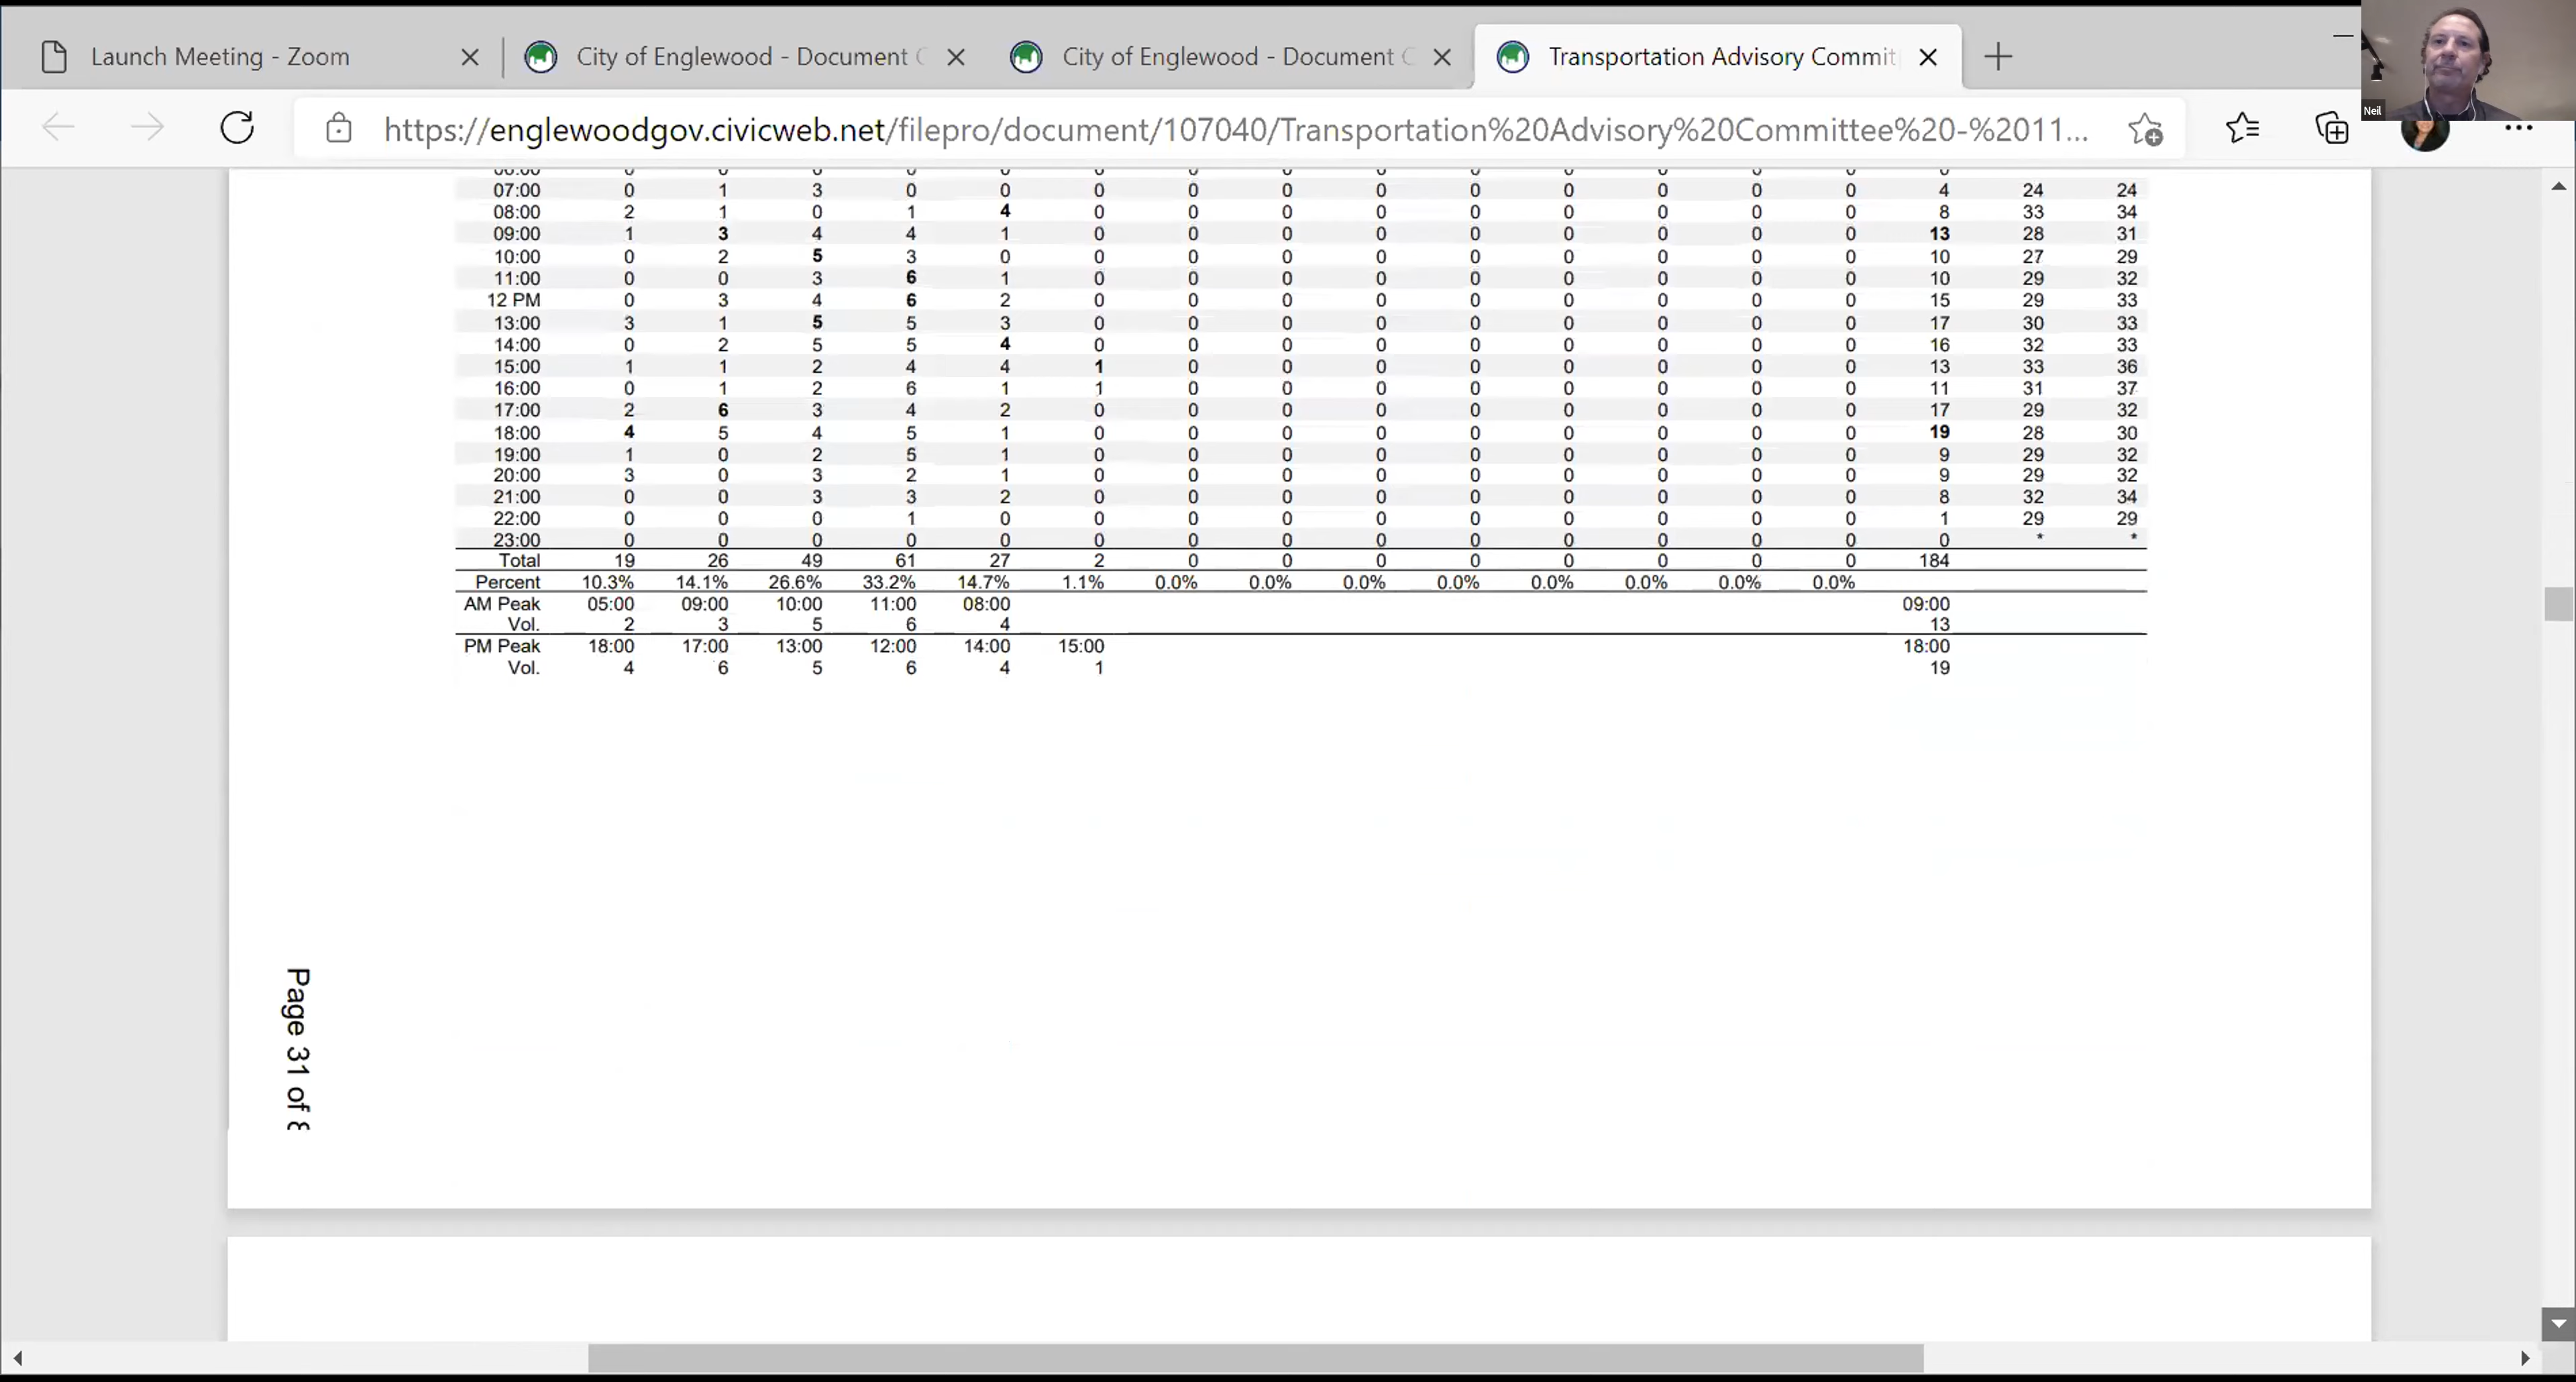 Launch Meeting - Zoom
City of Englewood - Document
City of Englewood - Document
Transportation Advisory Commit
Neil
https://englewoodgov.civicweb.net/filepro/document/107040/Transportation%20Advisory%20Committee%20-%2011...
07:00 0 1 3 0 0 0 0 0 0 0 0 0 0 0 4 24 24
08:00 2 1 0 1 4 0 0 0 0 0 0 0 0 0 8 33 34
09:00 1 3 4 4 1 0 0 0 0 0 0 0 0 0 13 28 31
10:00 0 2 5 3 0 0 0 0 0 0 0 0 0 0 10 27 29
11:00 0 0 3 6 1 0 0 0 0 0 0 0 0 0 10 29 32
12 PM 0 3 4 6 2 0 0 0 0 0 0 0 0 0 15 29 33
13:00 3 1 5 5 3 0 0 0 0 0 0 0 0 0 17 30 33
14:00 0 2 5 5 4 0 0 0 0 0 0 0 0 0 16 32 33
15:00 1 1 2 4 4 1 0 0 0 0 0 0 0 0 13 33 36
16:00 0 1 2 6 1 1 0 0 0 0 0 0 0 0 11 31 37
17:00 2 6 3 4 2 0 0 0 0 0 0 0 0 0 17 29 32
18:00 4 5 4 5 1 0 0 0 0 0 0 0 0 0 19 28 30
19:00 1 0 2 5 1 0 0 0 0 0 0 0 0 0 9 29 32
20:00 3 0 3 2 1 0 0 0 0 0 0 0 0 0 9 29 32
21:00 0 0 3 3 2 0 0 0 0 0 0 0 0 0 8 32 34
22:00 0 0 0 1 0 0 0 0 0 0 0 0 0 0 1 29 29
23:00 0 0 0 0 0 0 0 0 0 0 0 0 0 0 0 * *
Total 19 26 49 61 27 2 0 0 0 0 0 0 0 0 184
Percent 10.3% 14.1% 26.6% 33.2% 14.7% 1.1% 0.0% 0.0% 0.0% 0.0% 0.0% 0.0% 0.0% 0.0%
AM Peak 05:00 09:00 10:00 11:00 08:00 09:00
Vol. 2 3 5 6 4 13
PM Peak 18:00 17:00 13:00 12:00 14:00 15:00 18:00
Vol. 4 6 5 6 4 1 19
Page 31 of